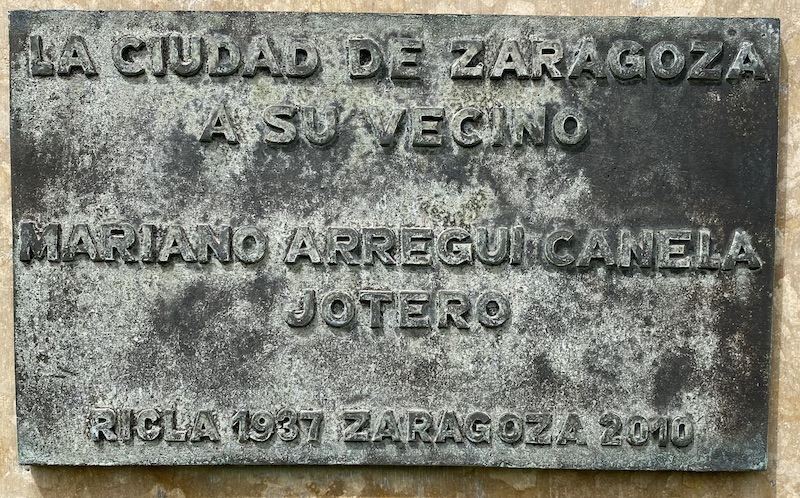 LA CIUDAD DE ZARAGOZA
A SU VECINO
MARIANO ARREGUI CANELA
JOTERO
RICLA 1937 ZARAGOZA 2010